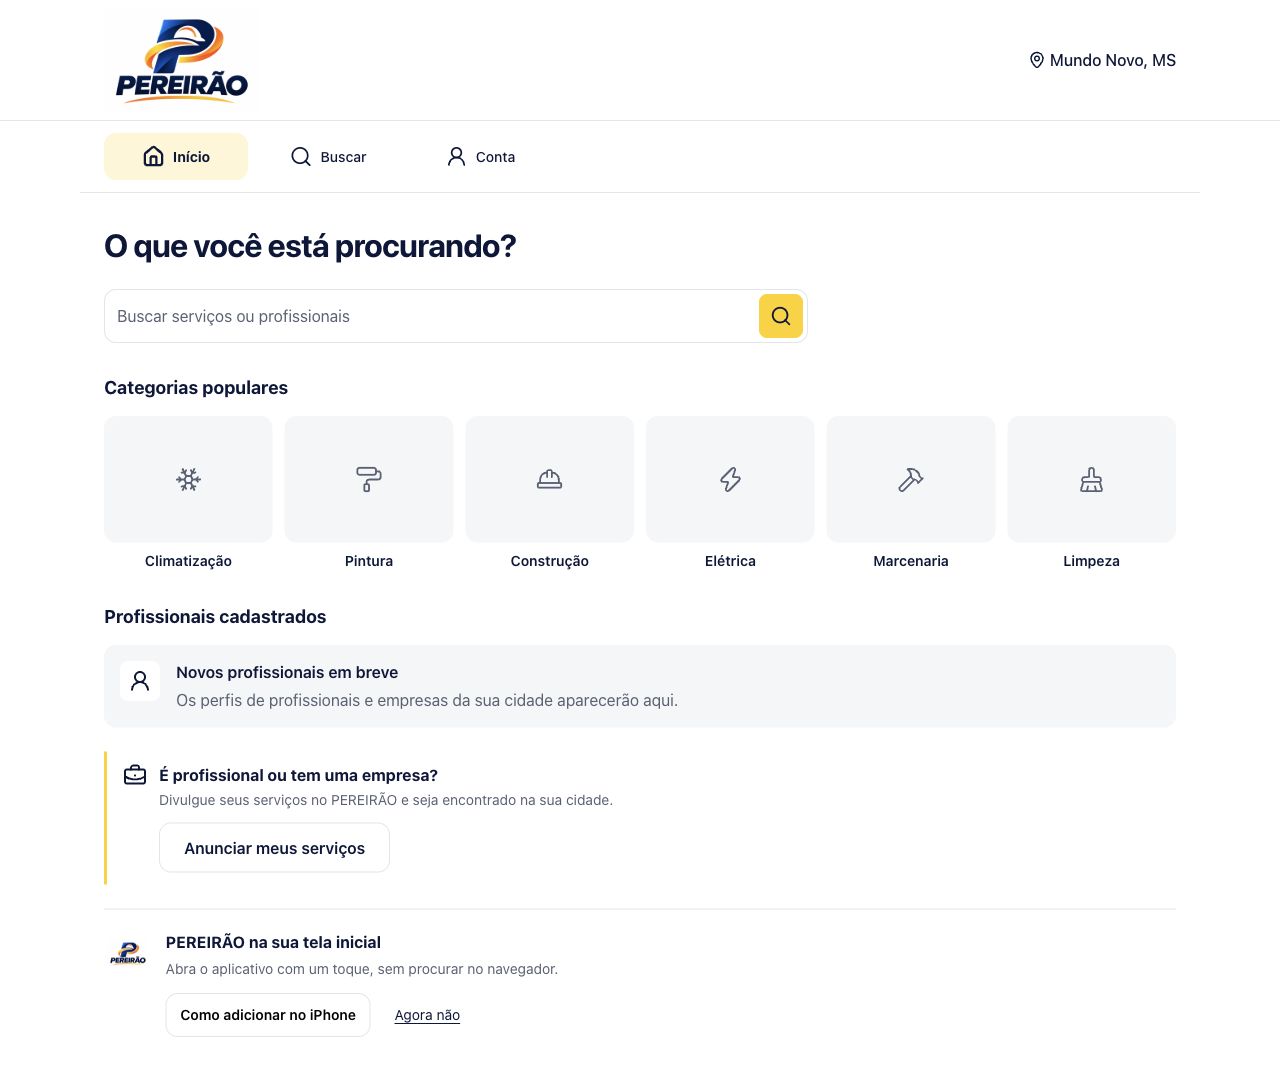 PEREIRÃO
Mundo Novo, MS
Início
Buscar
Conta
O que você está procurando?
Buscar serviços ou profissionais
Categorias populares
Climatização
Pintura
Construção
Elétrica
Marcenaria
Limpeza
Profissionais cadastrados
Novos profissionais em breve
Os perfis de profissionais e empresas da sua cidade aparecerão aqui.
É profissional ou tem uma empresa?
Divulgue seus serviços no PEREIRÃO e seja encontrado na sua cidade.
Anunciar meus serviços
PEREIRÃO
PEREIRÃO na sua tela inicial
Abra o aplicativo com um toque, sem procurar no navegador.
Como adicionar no iPhone
Agora não